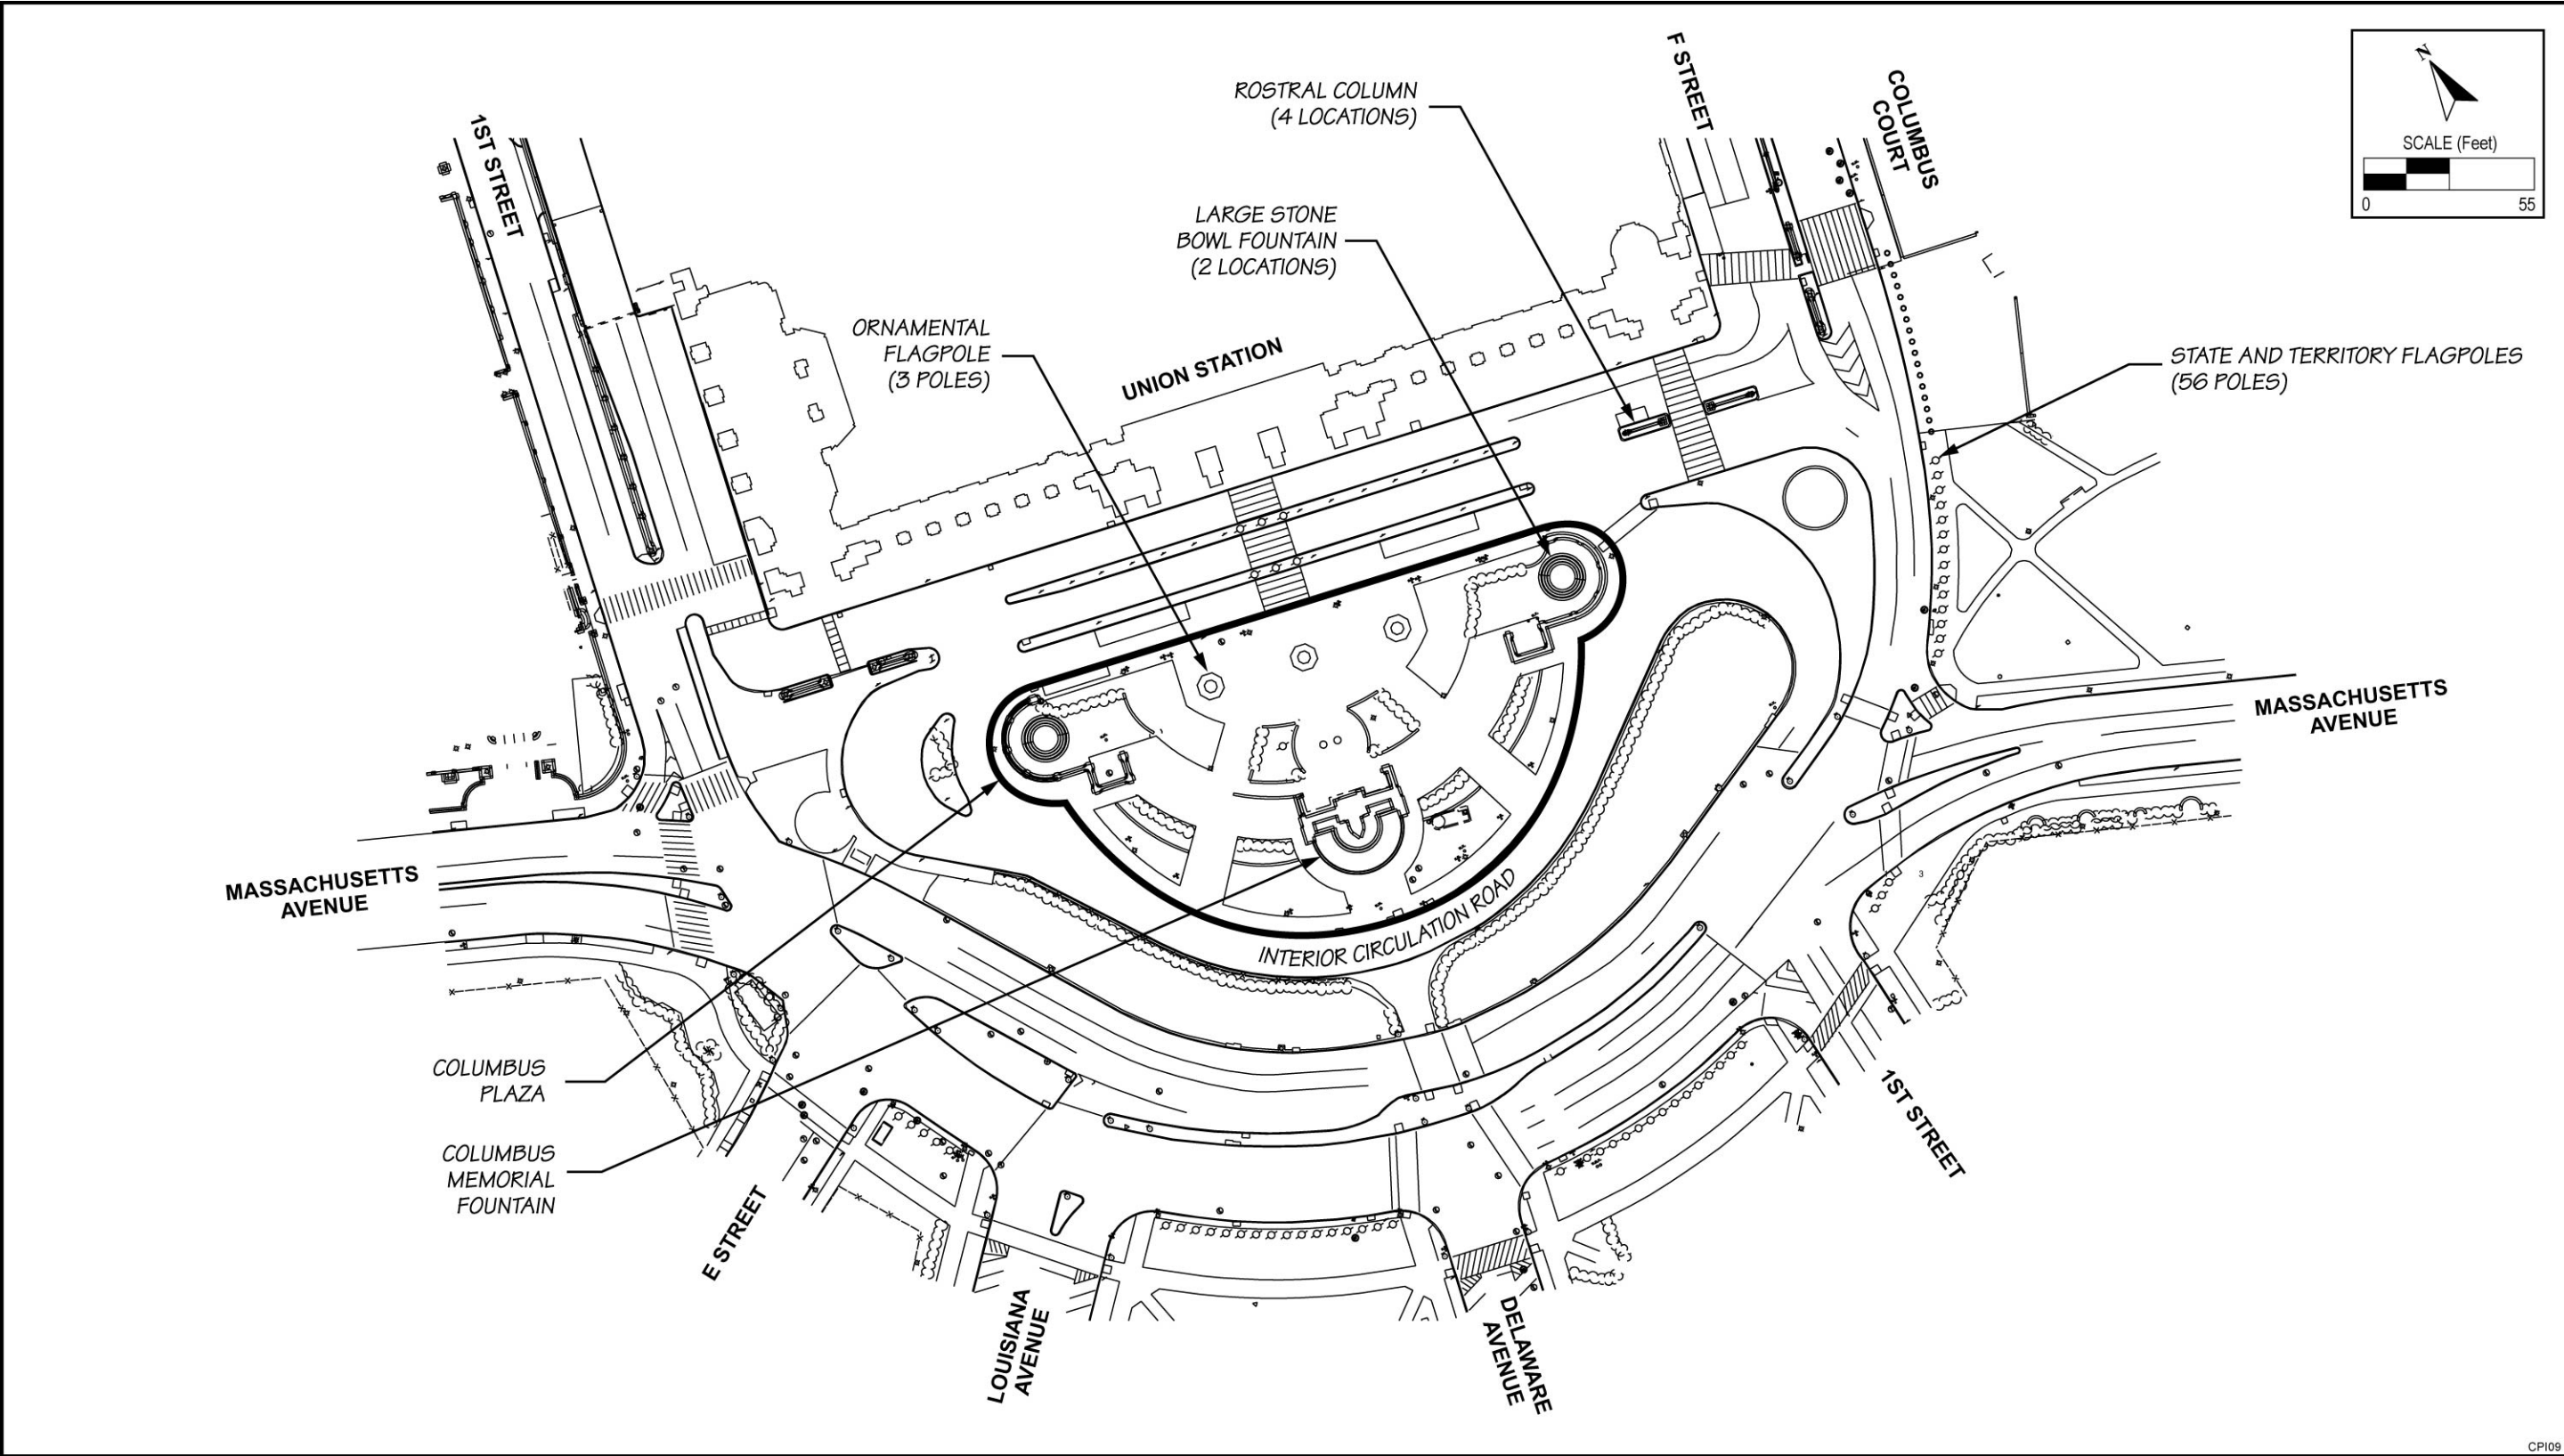 N
SCALE (Feet)
0 55
F STREET
COLUMBUS
COURT
1ST STREET
ROSTRAL COLUMN
(4 LOCATIONS)
LARGE STONE
BOWL FOUNTAIN
(2 LOCATIONS)
ORNAMENTAL
FLAGPOLE
(3 POLES)
UNION STATION
STATE AND TERRITORY FLAGPOLES
(56 POLES)
MASSACHUSETTS
AVENUE
MASSACHUSETTS
AVENUE
3
INTERIOR CIRCULATION ROAD
COLUMBUS
PLAZA
COLUMBUS
MEMORIAL
FOUNTAIN
1ST STREET
E STREET
LOUISIANA
AVENUE
DELAWARE
AVENUE
CPI09